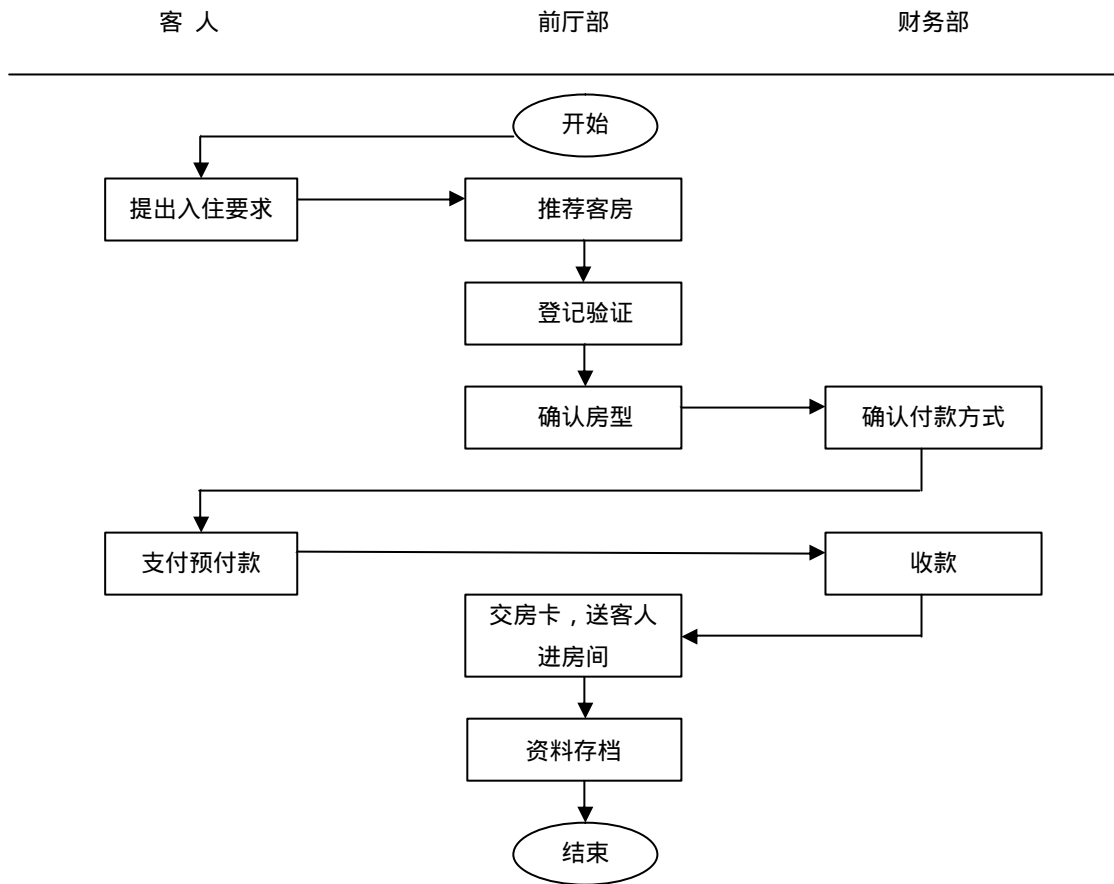 客 人
前厅部
财务部
开始
提出入住要求
推荐客房
登记验证
确认房型
确认付款方式
支付预付款
收款
交房卡，送客人
进房间
资料存档
结束